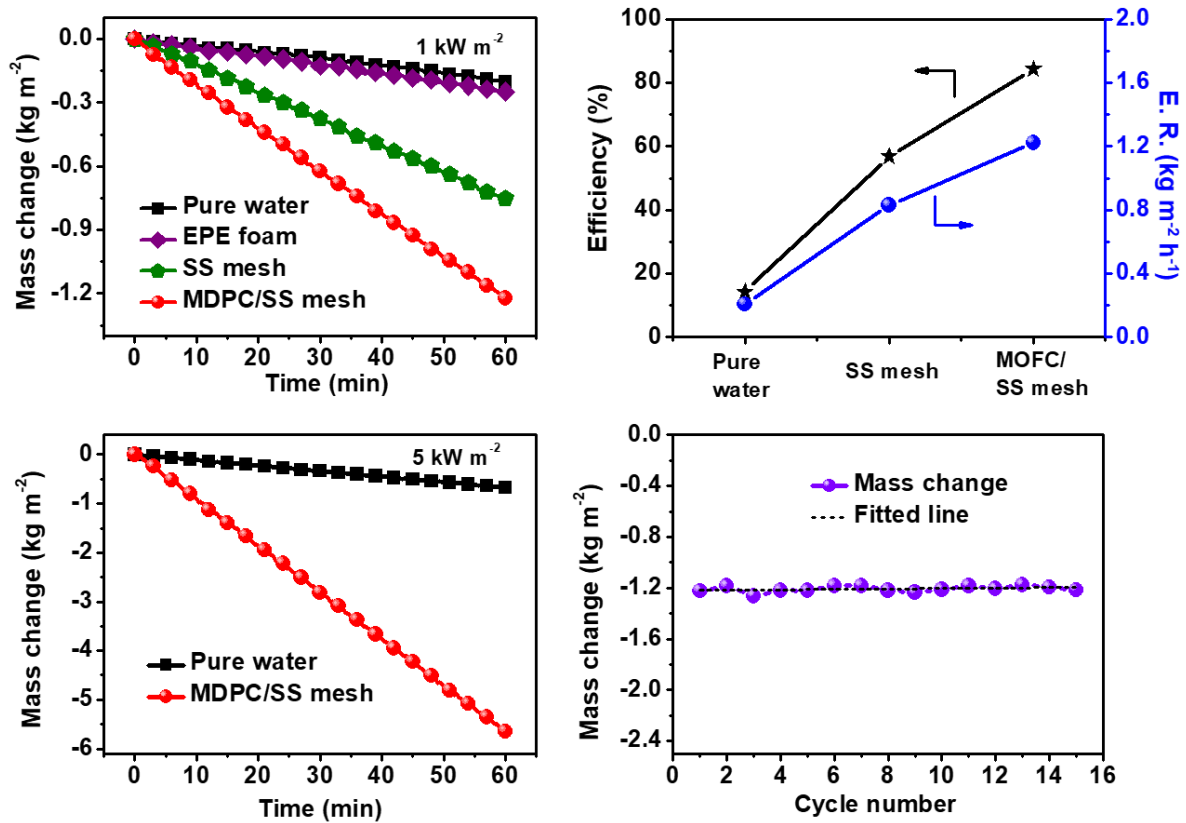 Mass change (kg m-2)
0.0
-0.3
-0.6
-0.9
-1.2
1 kW m-2
Pure water
EPE foam
SS mesh
MDPC/SS mesh
0 10 20 30 40 50 60
Time (min)
Efficiency (%)
100
80
60
40
20
0
2.0
1.6
1.2
0.8
0.4
0.0
E. R. (kg m-2 h-1)
Pure
water
SS mesh
MOFC/
SS mesh
Mass change (kg m-2)
0
-1
-2
-3
-4
-5
-6
5 kW m-2
Pure water
MDPC/SS mesh
0 10 20 30 40 50 60
Time (min)
Mass change (kg m-2)
0.0
-0.4
-0.8
-1.2
-1.6
-2.0
-2.4
Mass change
Fitted line
0 2 4 6 8 10 12 14 16
Cycle number